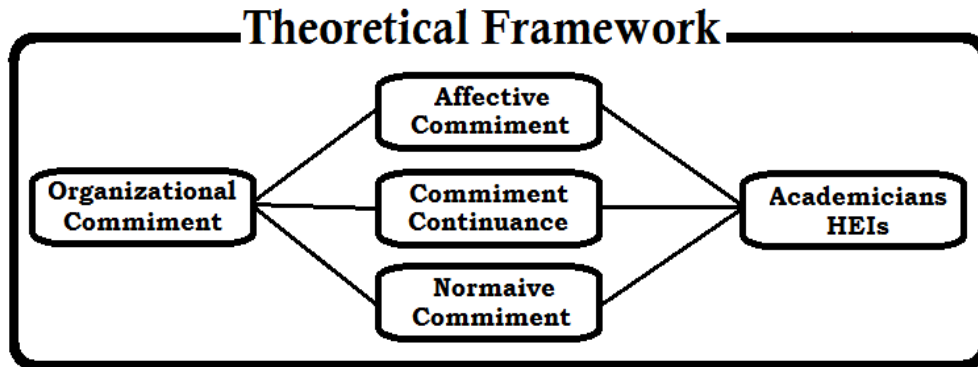 Theoretical Framework
Affective
Commiment
Organizational
Commiment
Commiment
Continuance
Academicians
HEIs
Normaive
Commiment